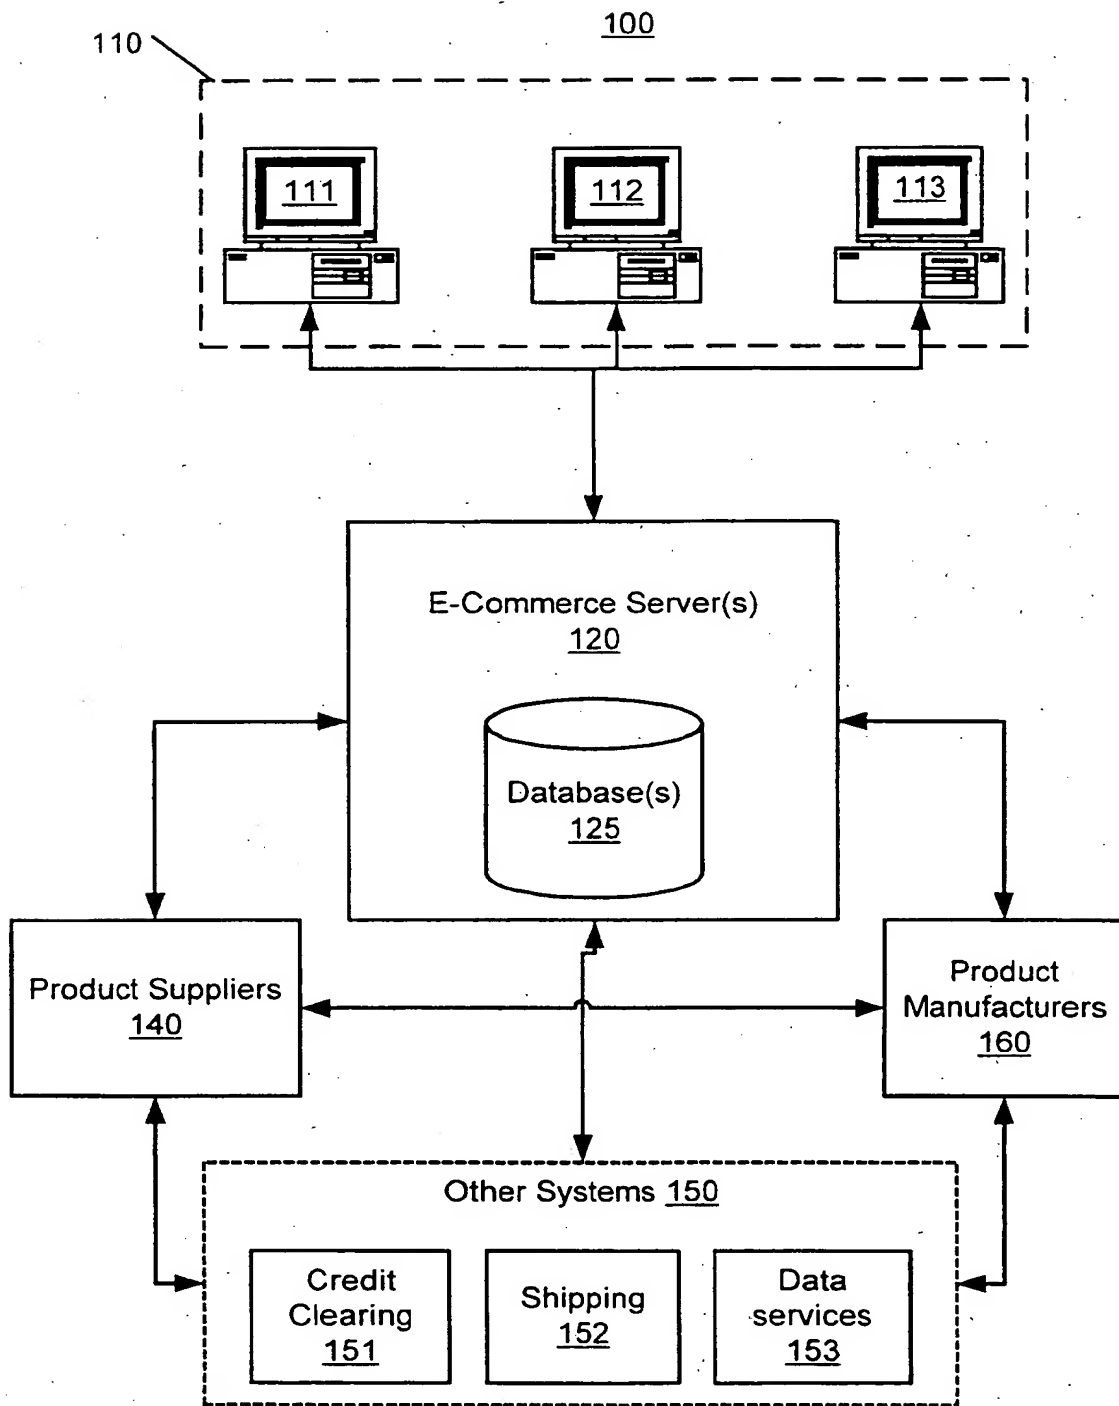 100
110
111
112
113
E-Commerce Server(s)
120
Database(s)
125
Product Suppliers
140
Product
Manufacturers
160
Other Systems 150
Credit
Clearing
151
Shipping
152
Data
services
153